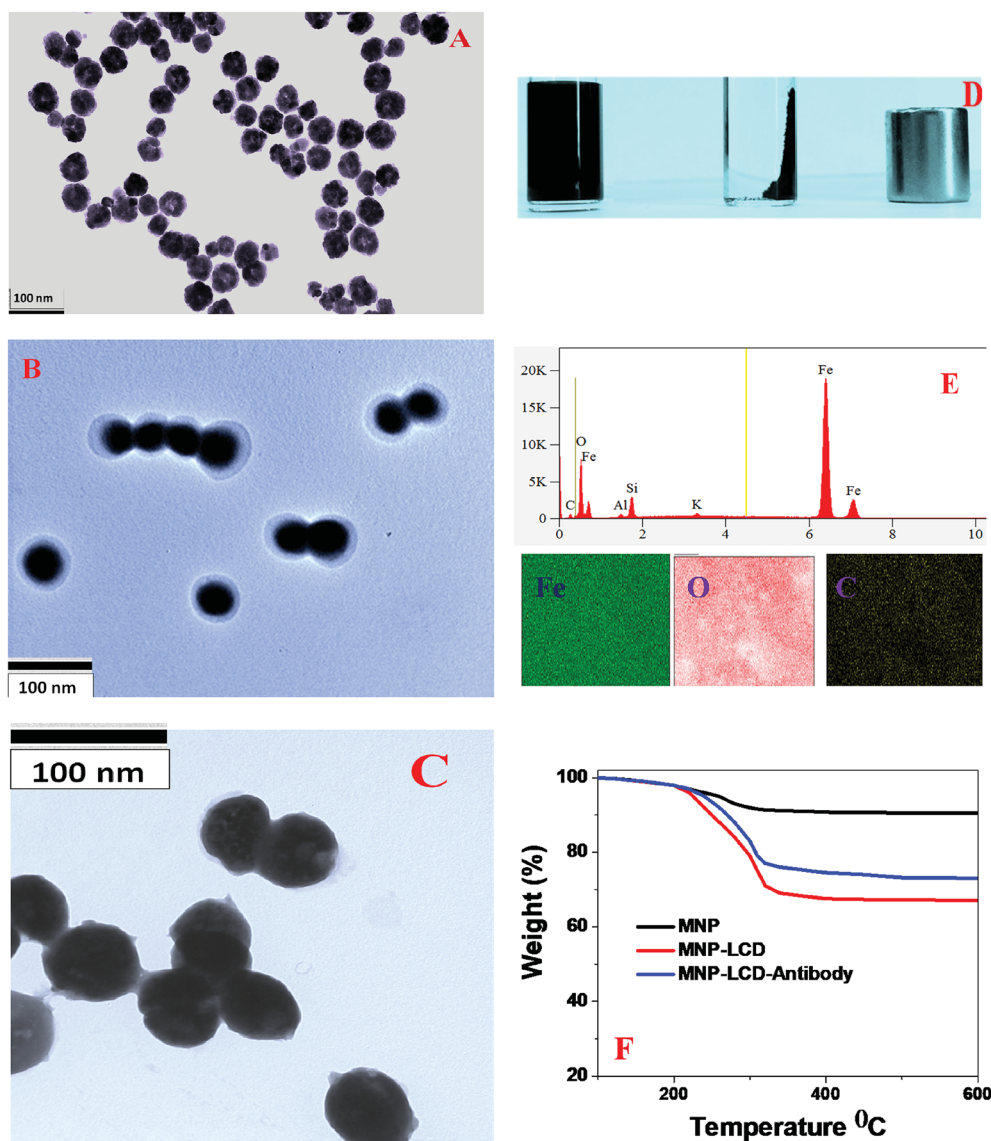 A
100 nm
B
100 nm
100 nm
C
D
20K
15K
10K
5K
0
C
O
Fe
Al
Si
K
Fe
Fe
E
0
2
4
6
8
10
Fe
O
C
100
80
60
40
20
Weight (%)
MNP
MNP-LCD
MNP-LCD-Antibody
F
200
400
600
Temperature ⁰C